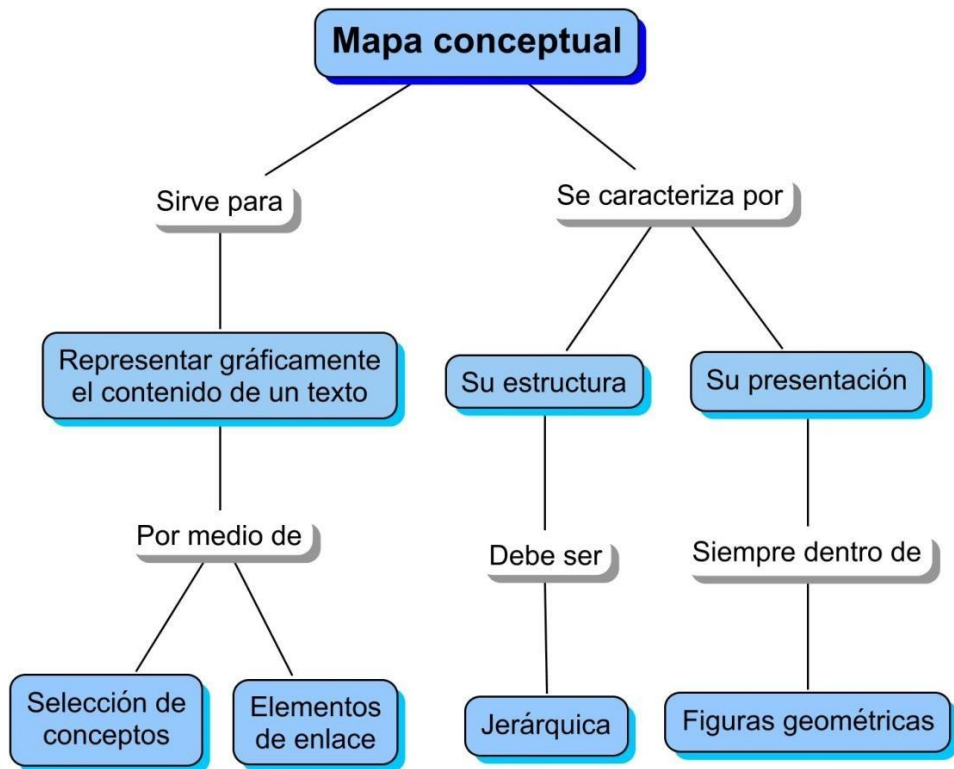 Mapa conceptual
Sirve para
Se caracteriza por
Representar gráficamente
el contenido de un texto
Su estructura
Su presentación
Por medio de
Debe ser
Siempre dentro de
Selección de
conceptos
Elementos
de enlace
Jerárquica
Figuras geométricas